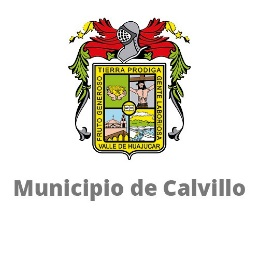 TIERRA PRODIGA
FRUTO GENEROSO
GENTE LABORIOSA
VALLE DE HUAJUCAR
Municipio de Calvillo